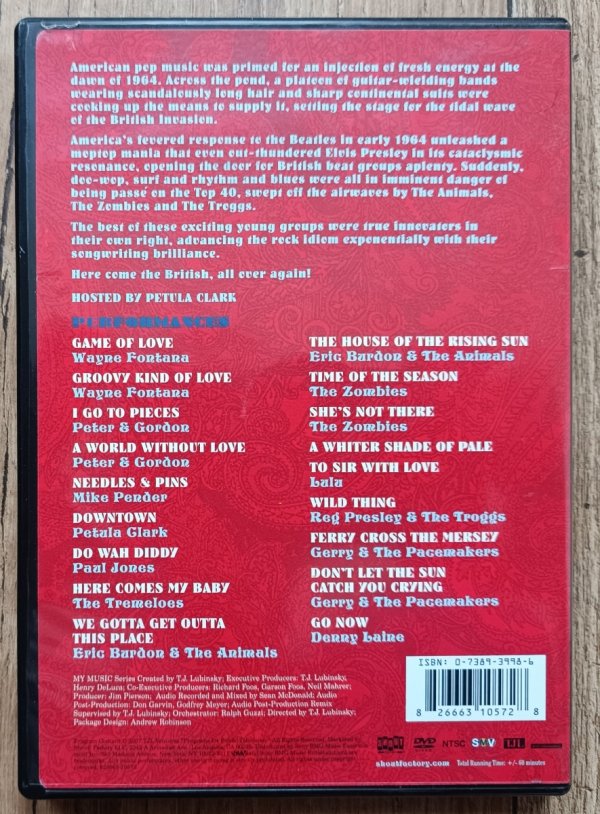 American pop music was primed for an injection of fresh energy at the
dawn of 1964. Across the pond, a platoon of guitar-wielding bands
wearing scandalously long hair and sharp continental suits were
cooking up the means to supply it, setting the stage for the tidal wave
of the British Invasion.
America's fevered response to the Beatles in early 1964 unleashed a
moptop mania that even out-thundered Elvis Presley in its cataclysmic
resonance, opening the door for British beat groups aplenty. Suddenly,
doo-wop, surf and rhythm and blues were all in imminent danger of
being passé on the Top 40, swept off the airwaves by The Animals,
The Zombies and The Troggs.
The best of these exciting young groups were true innovators in
their own right, advancing the rock idiom exponentially with their
songwriting brilliance.
Here come the British, all over again!
HOSTED BY PETULA CLARK
PERFORMANCES
GAME OF LOVE
Wayne Fontana
GROOVY KIND OF LOVE
Wayne Fontana
I GO TO PIECES
Peter & Gordon
A WORLD WITHOUT LOVE
Peter & Gordon
NEEDLES & PINS
Mike Pender
DOWNTOWN
Petula Clark
DO WAH DIDDY
Paul Jones
HERE COMES MY BABY
The Tremeloes
WE GOTTA GET OUTTA
THIS PLACE
Eric Burdon & The Animals
THE HOUSE OF THE RISING SUN
Eric Burdon & The Animals
TIME OF THE SEASON
The Zombies
SHE'S NOT THERE
The Zombies
A WHITER SHADE OF PALE
TO SIR WITH LOVE
Lulu
WILD THING
Reg Presley & The Troggs
FERRY CROSS THE MERSEY
Gerry & The Pacemakers
DON'T LET THE SUN
CATCH YOU CRYING
Gerry & The Pacemakers
GO NOW
Denny Laine
MY MUSIC Series Created by T.J. Lubinsky; Executive Producers: T.J. Lubinsky,
Henry DeLuca; Co-Executive Producers: Richard Foos, Garson Foos, Neil
Producer: Jim Pierson; Audio Recorded and Mixed by Sean McDonald; Audio
Post-Production: Don Garvin, Godfrey Meyer; Audio Post-Production Remix
Supervised by T.J. Lubinsky; Orchestrator: Ralph Guzzi; Directed by T.J. Lubinsky;
Package Design: Andrew Robinson
ISBN: 0-7389-3998-6
8 26663 10572 8
DVD NTSC TJL
shoutfactory.com Total Running Time: +/- 60 minutes